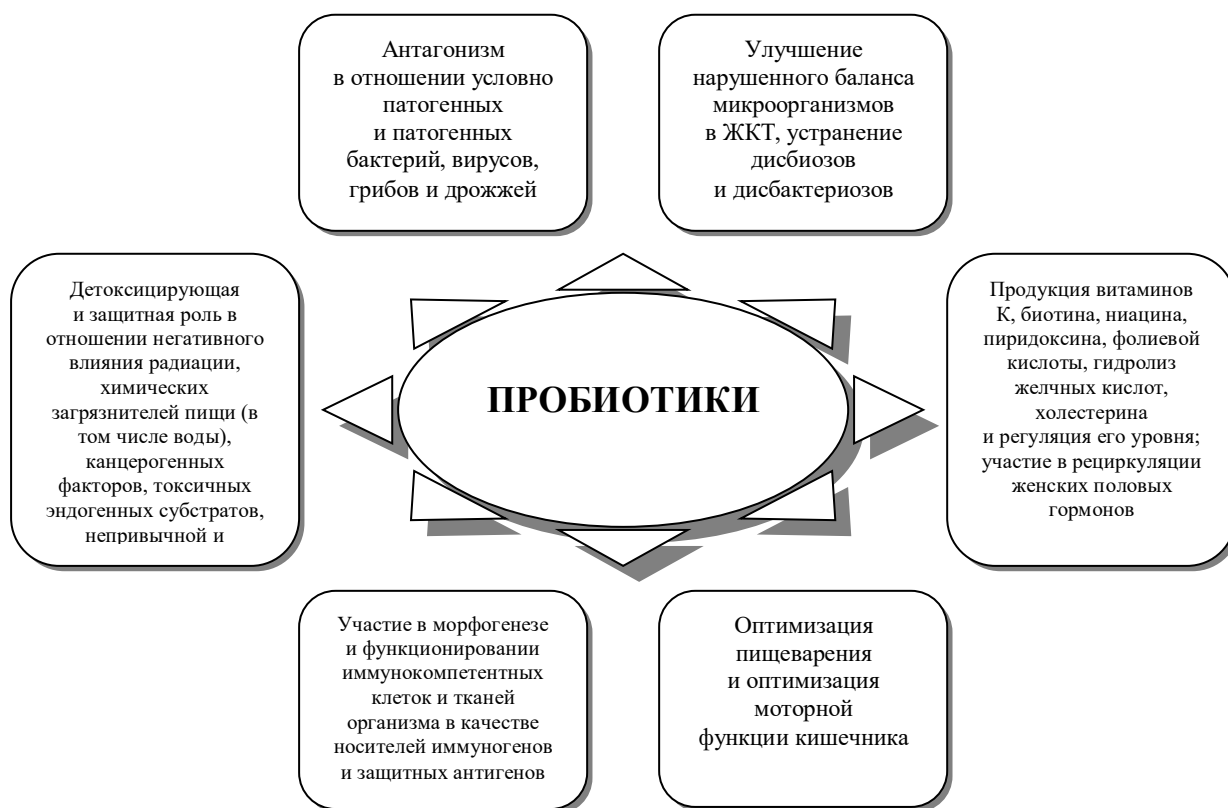 Антагонизм
в отношении условно
патогенных
и патогенных
бактерий, вирусов,
грибов и дрожжей
Улучшение
нарушенного баланса
микроорганизмов
в ЖКТ, устранение
дисбиозов
и дисбактериозов
Детоксицирующая
и защитная роль в
отношении негативного
влияния радиации,
химических
загрязнителей пищи (в
том числе воды),
канцерогенных
факторов, токсичных
эндогенных субстратов,
непривычной и
ПРОБИОТИКИ
Продукция витаминов
К, биотина, ниацина,
пиридоксина, фолиевой
кислоты, гидролиз
желчных кислот,
холестерина
и регуляция его уровня;
участие в рециркуляции
женских половых
гормонов
Участие в морфогенезе
и функционировании
иммунокомпетентных
клеток и тканей
организма в качестве
носителей иммуногенов
и защитных антигенов
Оптимизация
пищеварения
и оптимизация
моторной
функции кишечника